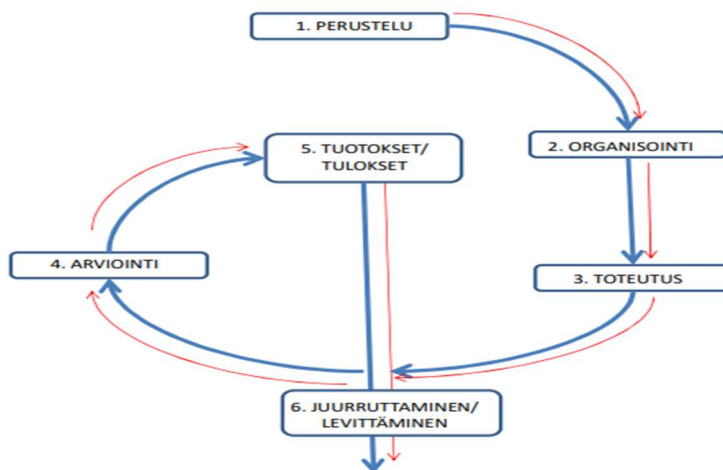 1. PERUSTELU
2. ORGANISOINTI
3. TOTEUTUS
4. ARVIOINTI
5. TUOTOKSET/
TULOKSET
6. JUURRUTTAMINEN/
LEVITTÄMINEN